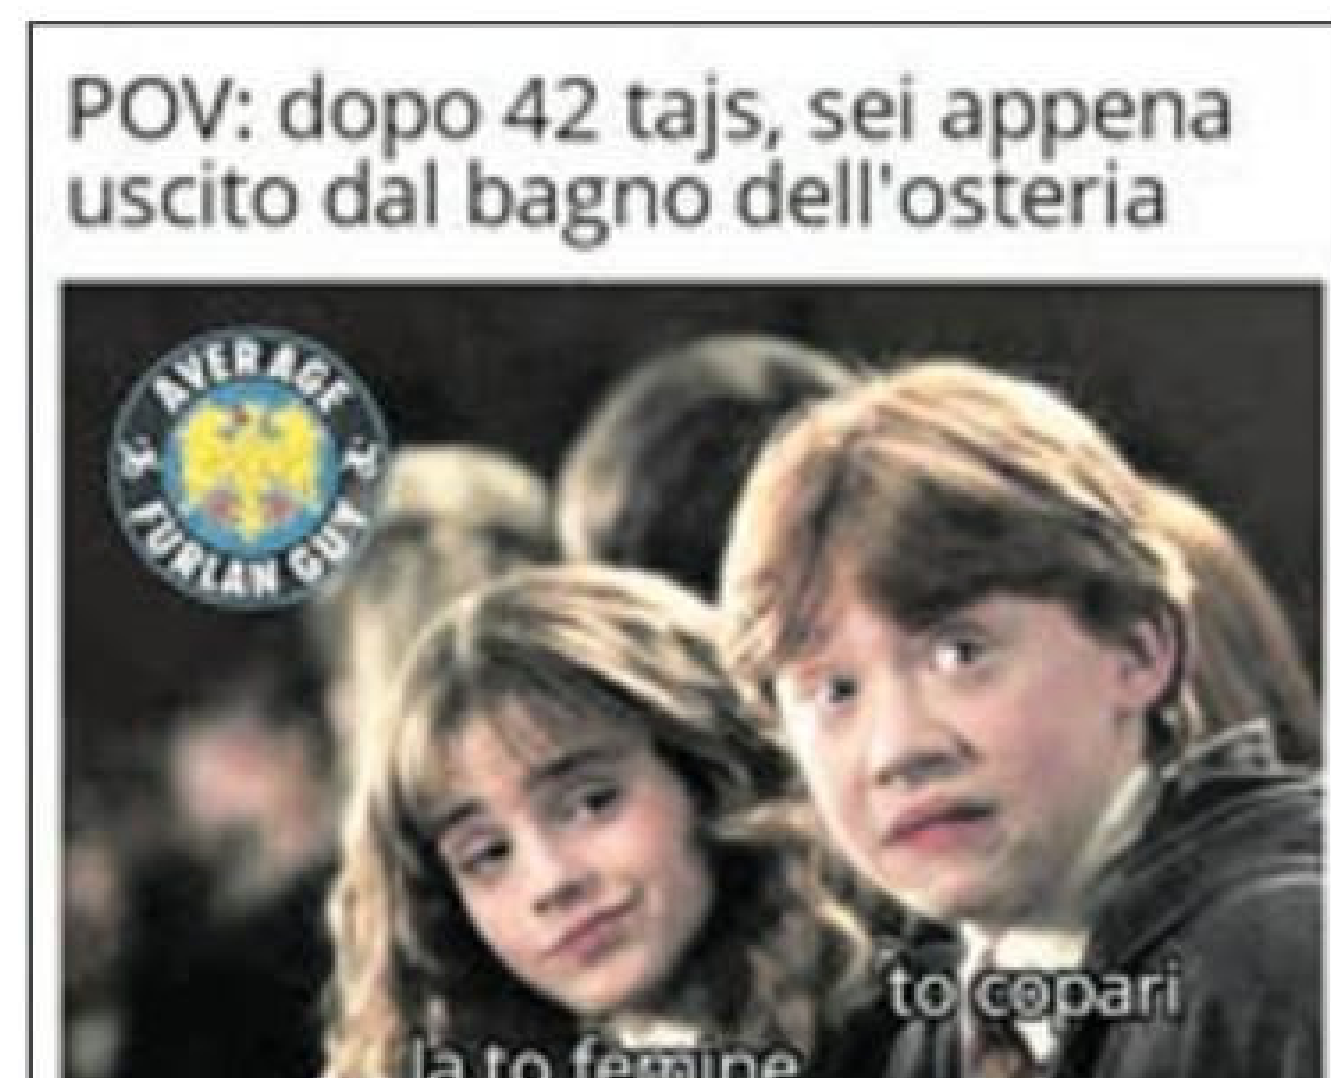 POV: dopo 42 tajs, sei appena
uscito dal bagno dell'osteria
AVERAGE
FURLAN GUY
to copari
la to femine